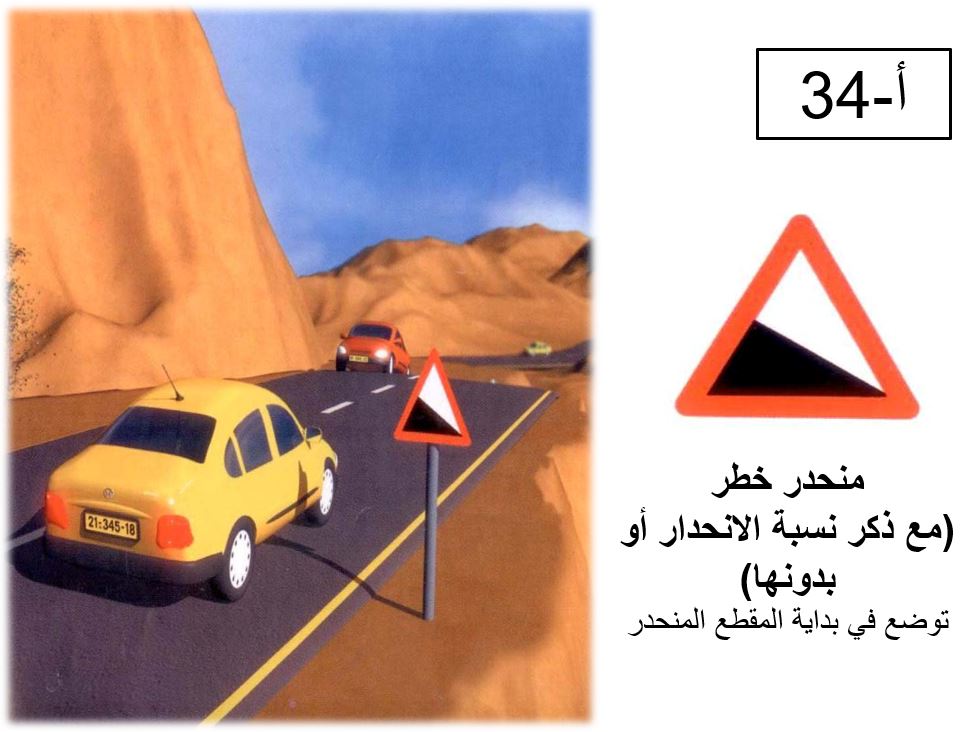 أ-34
منحدر خطر
(مع ذكر نسبة الانحدار أو
بدونها)
توضع في بداية المقطع المنحدر
21-345-18